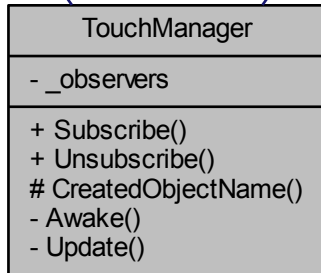 TouchManager
- _observers
+ Subscribe()
+ Unsubscribe()
# CreatedObjectName()
- Awake()
- Update()